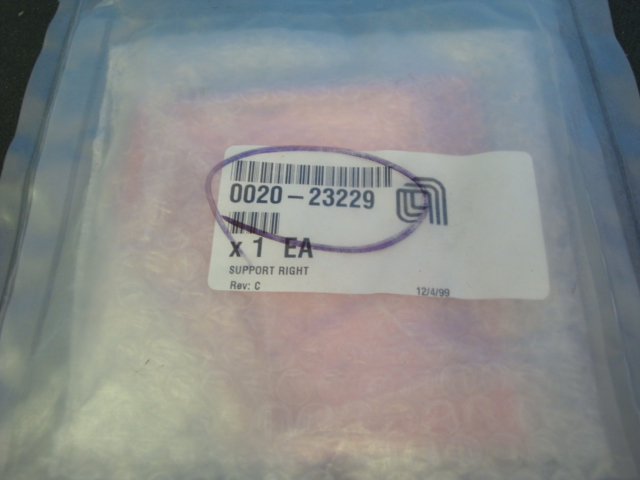 0020-23229
x 1 EA
SUPPORT RIGHT
Rev: C
12/4/99